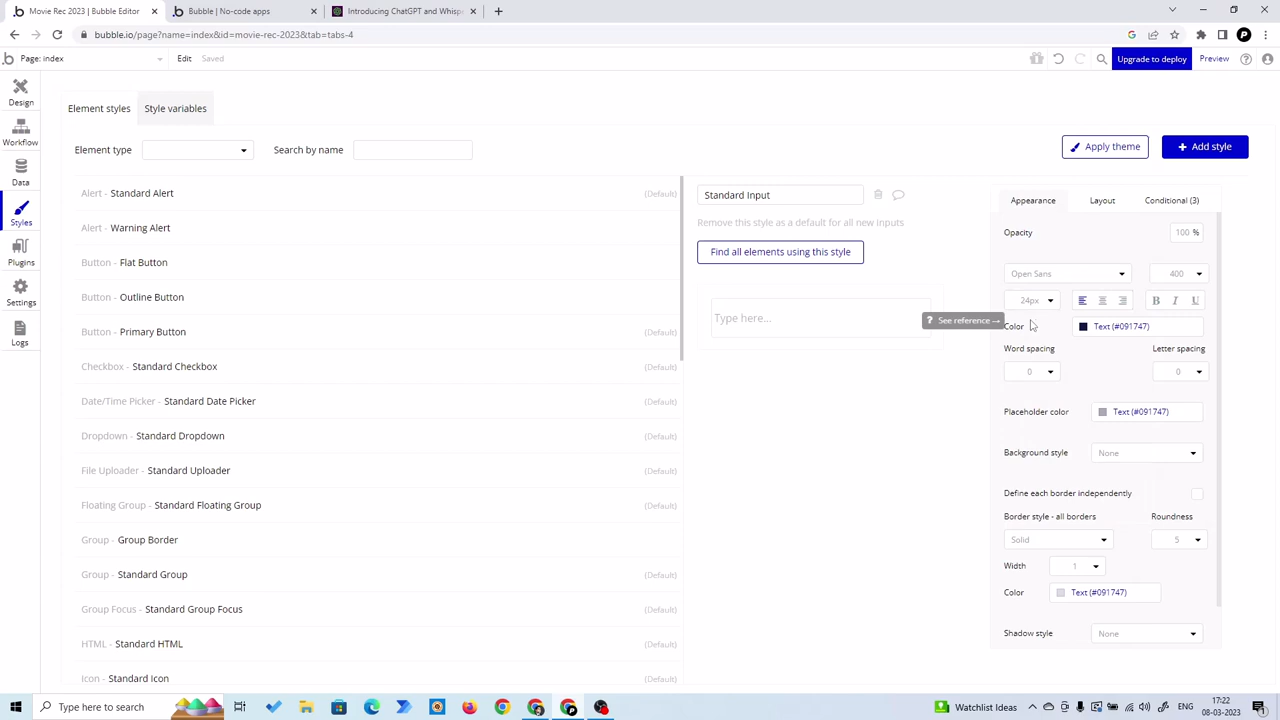 Movie Rec 2023 | Bubble Editor
Bubble | No-code apps
Introducing ChatGPT and Whisp
bubble.io/page?name=index&id=movie-rec-2023&tab=tabs-4
Page: index
Edit
Saved
Upgrade to deploy
Preview
Design
Workflow
Data
Styles
Plugins
Settings
Logs
Element styles
Style variables
Element type
Search by name
Apply theme
+ Add style
Alert - Standard Alert (Default)
Alert - Warning Alert
Button - Flat Button
Button - Outline Button
Button - Primary Button (Default)
Checkbox - Standard Checkbox (Default)
Date/Time Picker - Standard Date Picker (Default)
Dropdown - Standard Dropdown (Default)
File Uploader - Standard Uploader (Default)
Floating Group - Standard Floating Group (Default)
Group - Group Border
Group - Standard Group (Default)
Group Focus - Standard Group Focus (Default)
HTML - Standard HTML (Default)
Icon - Standard Icon (Default)
Standard Input
Remove this style as a default for all new inputs
Find all elements using this style
Type here...
? See reference →
Appearance
Layout
Conditional (3)
Opacity 100 %
Open Sans 400
24px B I U
Color Text (#091747)
Word spacing Letter spacing
0 0
Placeholder color Text (#091747)
Background style None
Define each border independently
Border style - all borders Roundness
Solid 5
Width 1
Color Text (#091747)
Shadow style None
Type here to search
Watchlist Ideas
ENG
17:22
08-03-2023